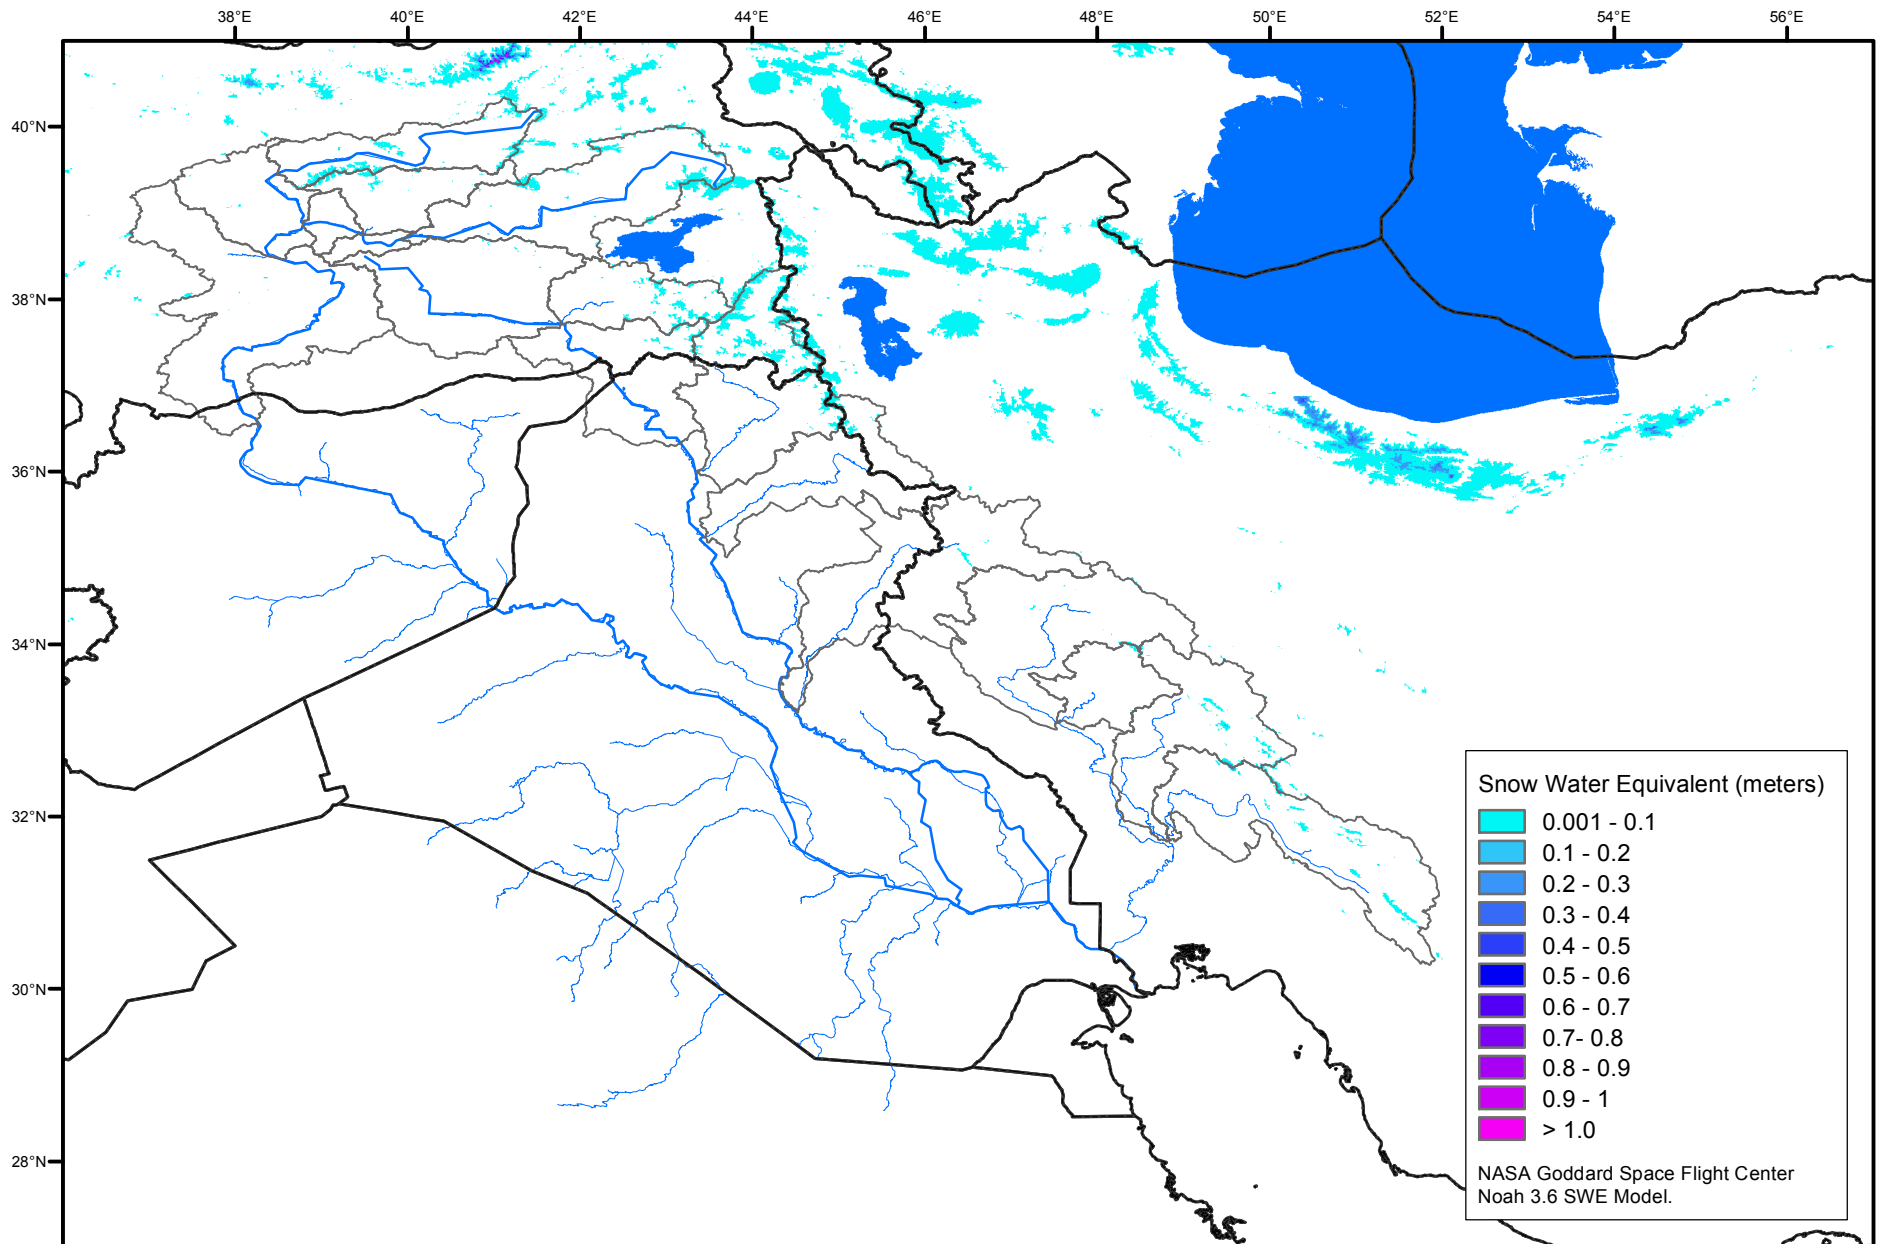 38°E 40°E 42°E 44°E 46°E 48°E 50°E 52°E 54°E 56°E
40°N
38°N
36°N
34°N
32°N
30°N
28°N
Snow Water Equivalent (meters)
0.001 - 0.1
0.1 - 0.2
0.2 - 0.3
0.3 - 0.4
0.4 - 0.5
0.5 - 0.6
0.6 - 0.7
0.7- 0.8
0.8 - 0.9
0.9 - 1
> 1.0
NASA Goddard Space Flight Center
Noah 3.6 SWE Model.